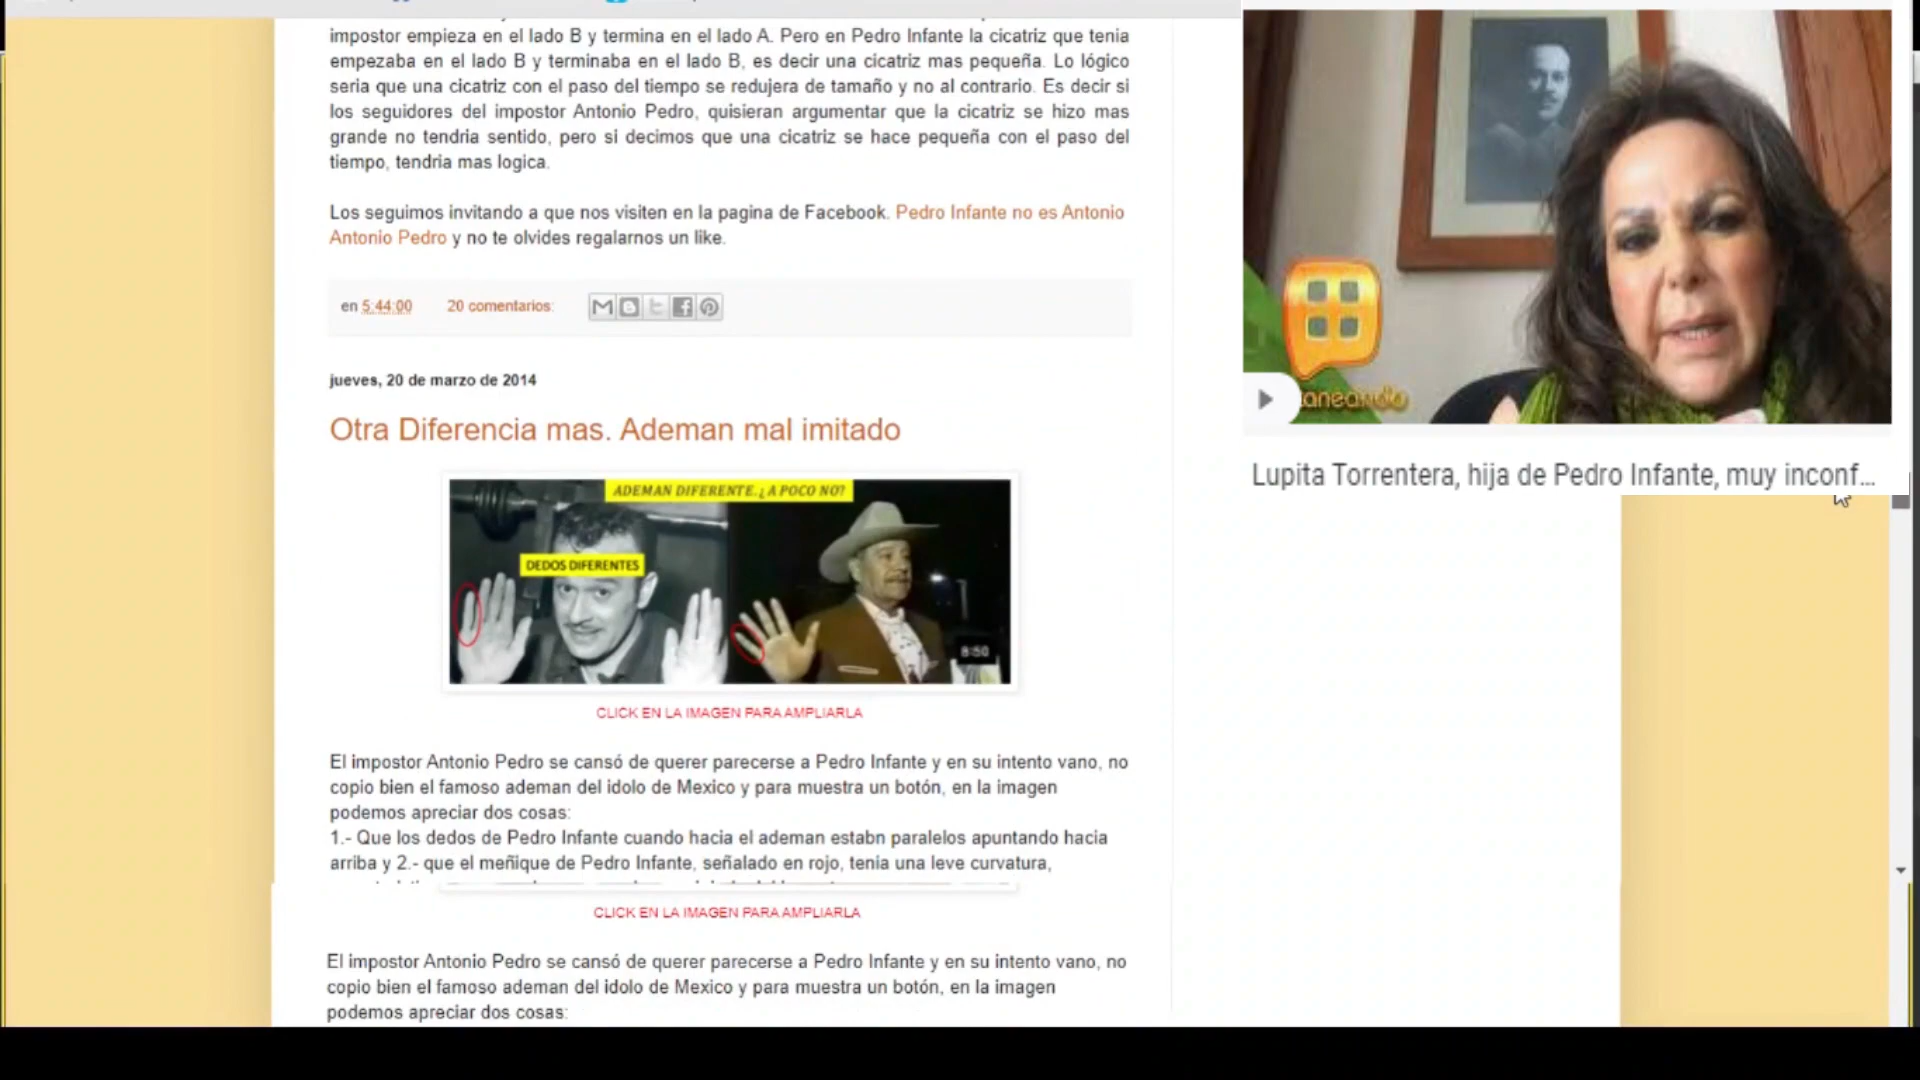 impostor empieza en el lado B y termina en el lado A. Pero en Pedro Infante la cicatriz que tenia
empezaba en el lado B y terminaba en el lado B, es decir una cicatriz mas pequeña. Lo lógico
seria que una cicatriz con el paso del tiempo se redujera de tamaño y no al contrario. Es decir si
los seguidores del impostor Antonio Pedro, quisieran argumentar que la cicatriz se hizo mas
grande no tendria sentido, pero si decimos que una cicatriz se hace pequeña con el paso del
tiempo, tendria mas logica.
Los seguimos invitando a que nos visiten en la pagina de Facebook. Pedro Infante no es Antonio
Antonio Pedro y no te olvides regalarnos un like.
en 5:44:00 20 comentarios:
jueves, 20 de marzo de 2014
Otra Diferencia mas. Ademan mal imitado
ADEMAN DIFERENTE.¿A POCO NO?
DEDOS DIFERENTES
8:50
CLICK EN LA IMAGEN PARA AMPLIARLA
El impostor Antonio Pedro se cansó de querer parecerse a Pedro Infante y en su intento vano, no
copio bien el famoso ademan del idolo de Mexico y para muestra un botón, en la imagen
podemos apreciar dos cosas:
1.- Que los dedos de Pedro Infante cuando hacia el ademan estabn paralelos apuntando hacia
arriba y 2.- que el meñique de Pedro Infante, señalado en rojo, tenia una leve curvatura,
CLICK EN LA IMAGEN PARA AMPLIARLA
El impostor Antonio Pedro se cansó de querer parecerse a Pedro Infante y en su intento vano, no
copio bien el famoso ademan del idolo de Mexico y para muestra un botón, en la imagen
podemos apreciar dos cosas:
aneando
Lupita Torrentera, hija de Pedro Infante, muy inconf...